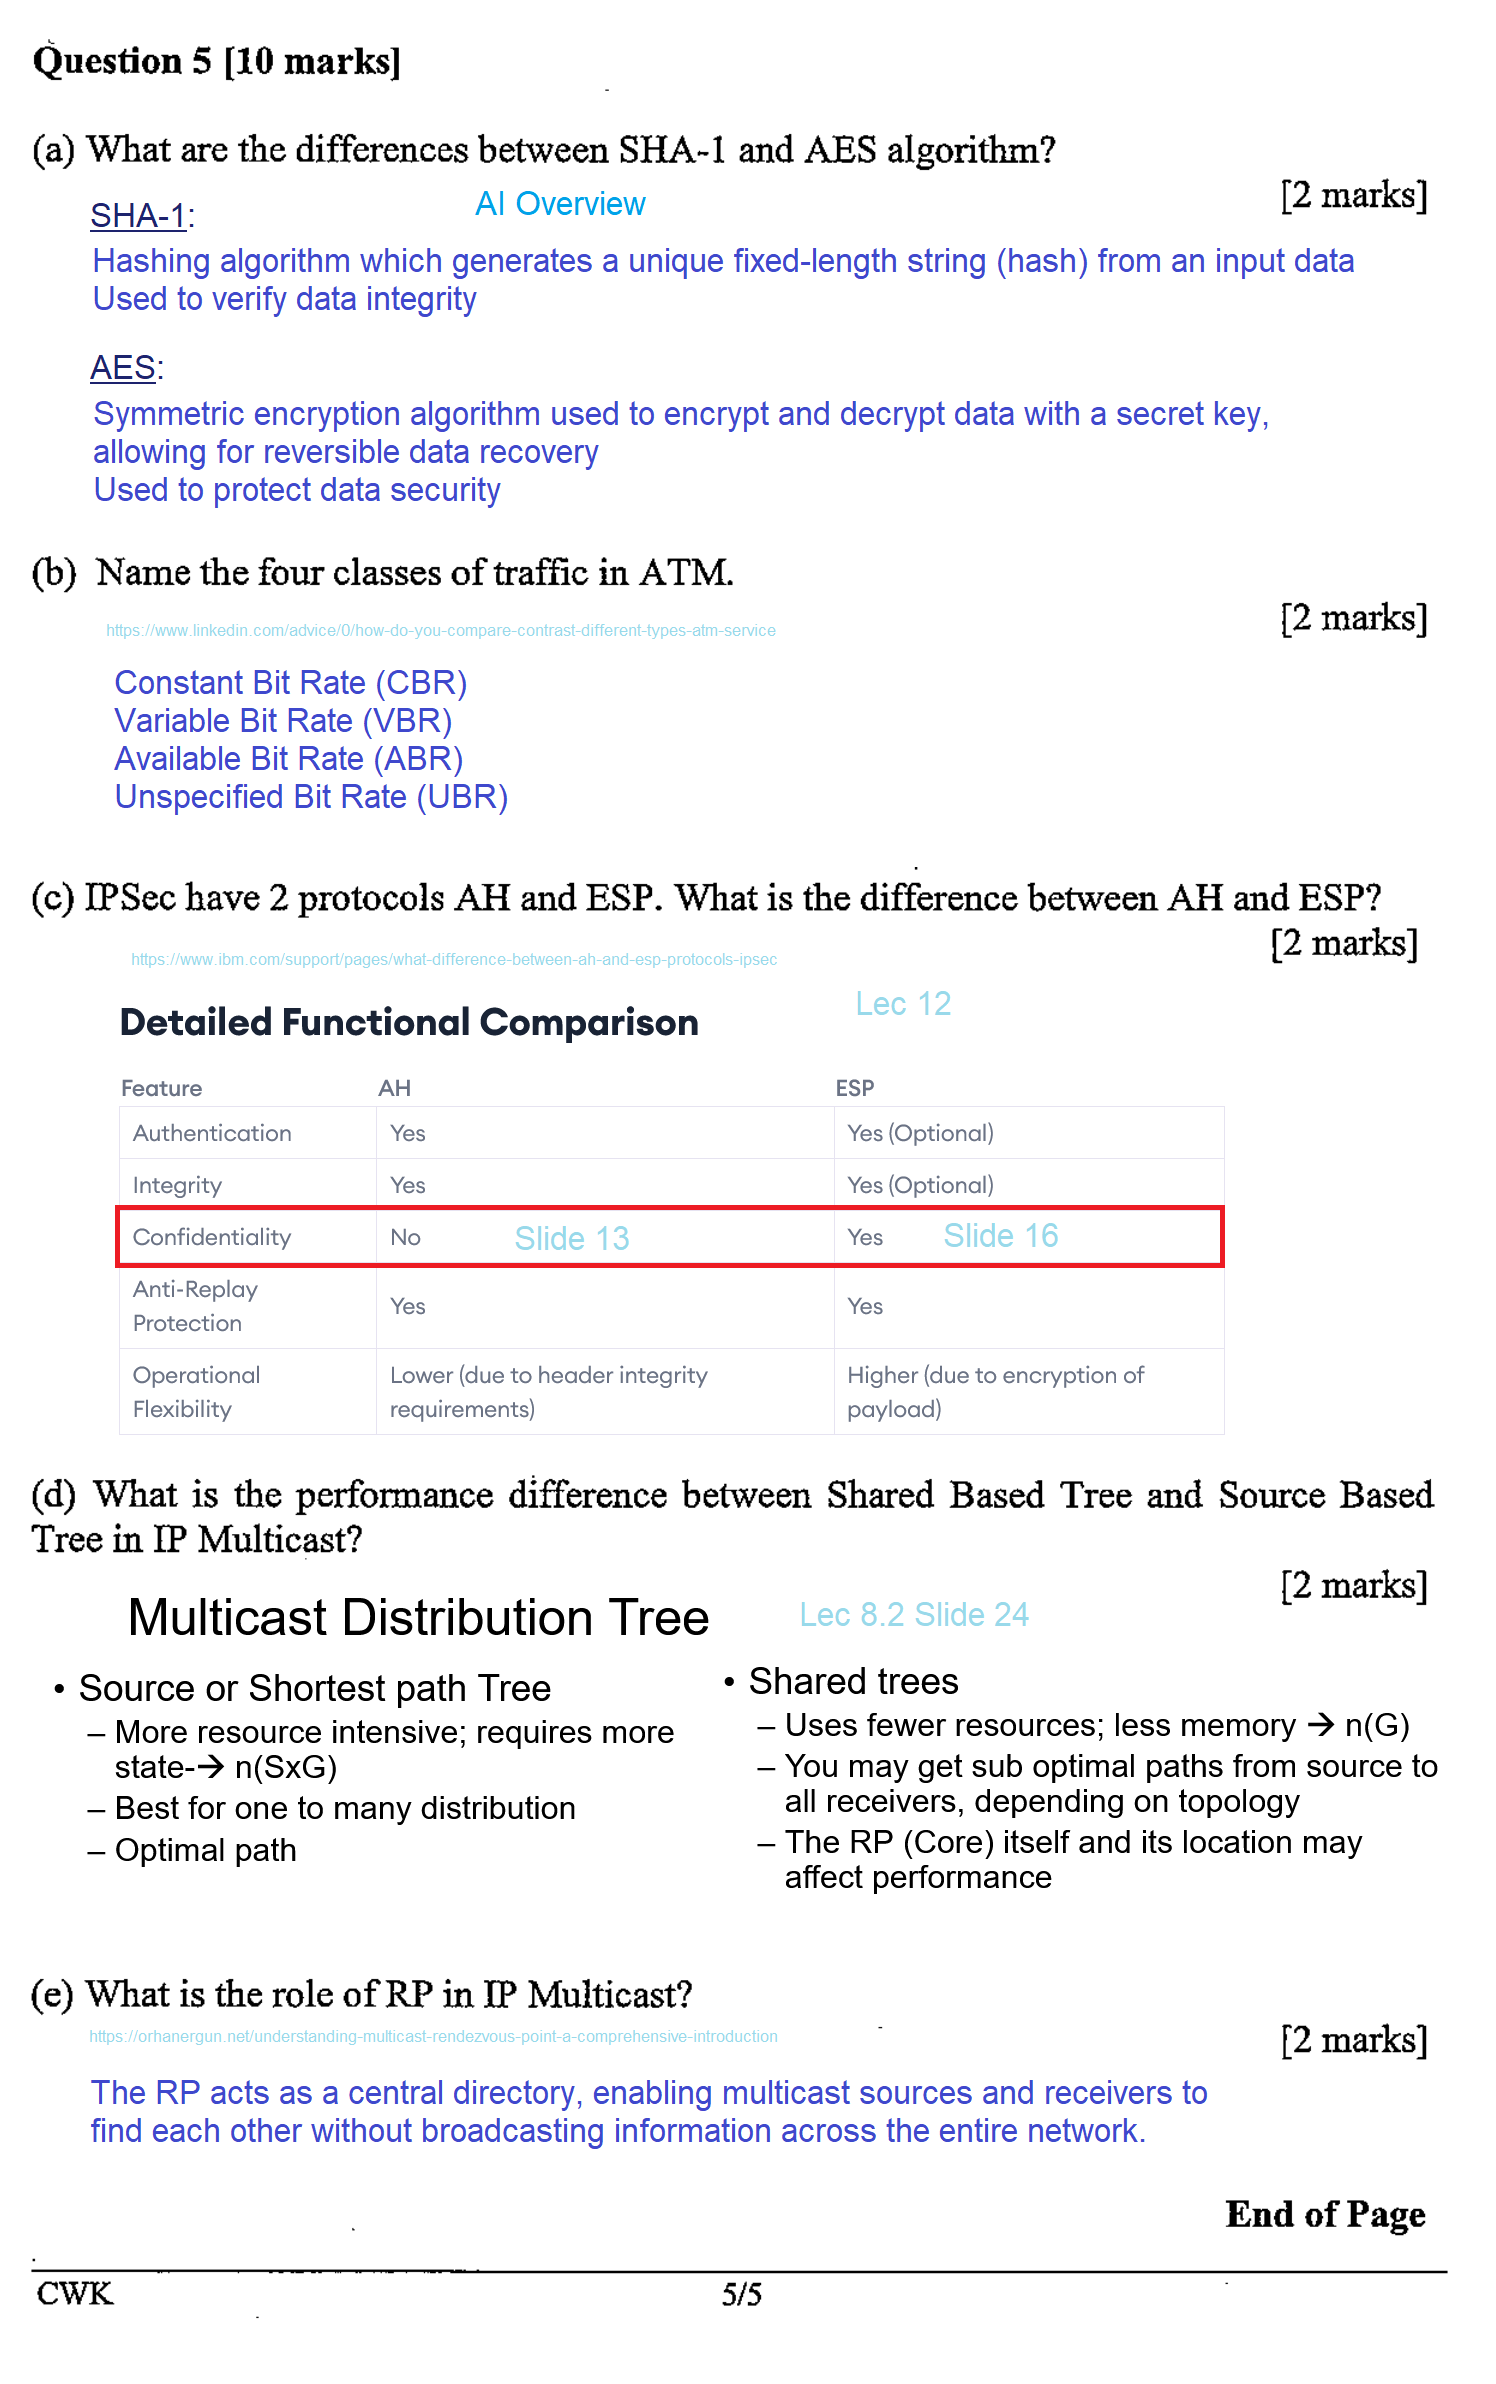 Question 5 [10 marks]
(a) What are the differences between SHA-1 and AES algorithm?
[2 marks]
AI Overview
SHA-1:
Hashing algorithm which generates a unique fixed-length string (hash) from an input data
Used to verify data integrity
AES:
Symmetric encryption algorithm used to encrypt and decrypt data with a secret key,
allowing for reversible data recovery
Used to protect data security
(b) Name the four classes of traffic in ATM.
[2 marks]
https://www.linkedin.com/advice/0/how-do-you-compare-contrast-different-types-atm-service
Constant Bit Rate (CBR)
Variable Bit Rate (VBR)
Available Bit Rate (ABR)
Unspecified Bit Rate (UBR)
(c) IPSec have 2 protocols AH and ESP. What is the difference between AH and ESP?
[2 marks]
https://www.ibm.com/support/pages/what-difference-between-ah-and-esp-protocols-ipsec
Lec 12
Detailed Functional Comparison
Feature AH ESP
Authentication Yes Yes (Optional)
Integrity Yes Yes (Optional)
Confidentiality No Slide 13 Yes Slide 16
Anti-Replay
Protection Yes Yes
Operational Lower (due to header integrity Higher (due to encryption of
Flexibility requirements) payload)
(d) What is the performance difference between Shared Based Tree and Source Based
Tree in IP Multicast?
[2 marks]
Multicast Distribution Tree
Lec 8.2 Slide 24
• Source or Shortest path Tree
– More resource intensive; requires more
state-→ n(SxG)
– Best for one to many distribution
– Optimal path
• Shared trees
– Uses fewer resources; less memory → n(G)
– You may get sub optimal paths from source to
all receivers, depending on topology
– The RP (Core) itself and its location may
affect performance
(e) What is the role of RP in IP Multicast?
[2 marks]
https://orhanergun.net/understanding-multicast-rendezvous-point-a-comprehensive-introduction
The RP acts as a central directory, enabling multicast sources and receivers to
find each other without broadcasting information across the entire network.
End of Page
CWK 5/5